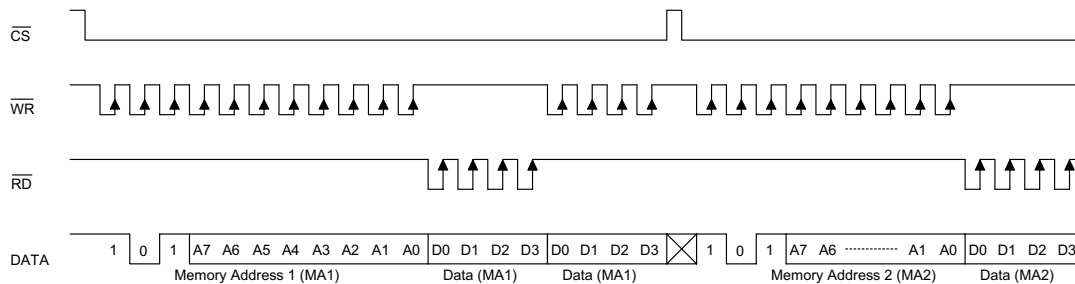 CS
WR
RD
DATA 1 0 1 A7 A6 A5 A4 A3 A2 A1 A0 D0 D1 D2 D3 D0 D1 D2 D3 1 0 1 A7 A6 A1 A0 D0 D1 D2 D3
Memory Address 1 (MA1) Data (MA1) Data (MA1) Memory Address 2 (MA2) Data (MA2)